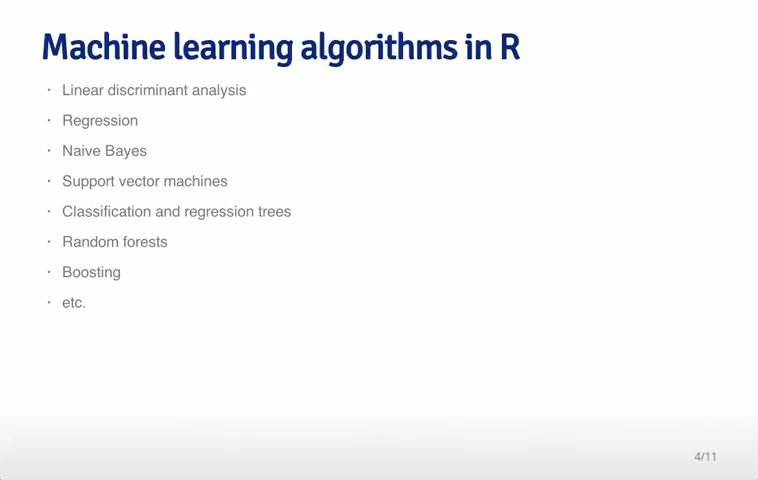 Machine learning algorithms in R
· Linear discriminant analysis
· Regression
· Naive Bayes
· Support vector machines
· Classification and regression trees
· Random forests
· Boosting
· etc.
4/11